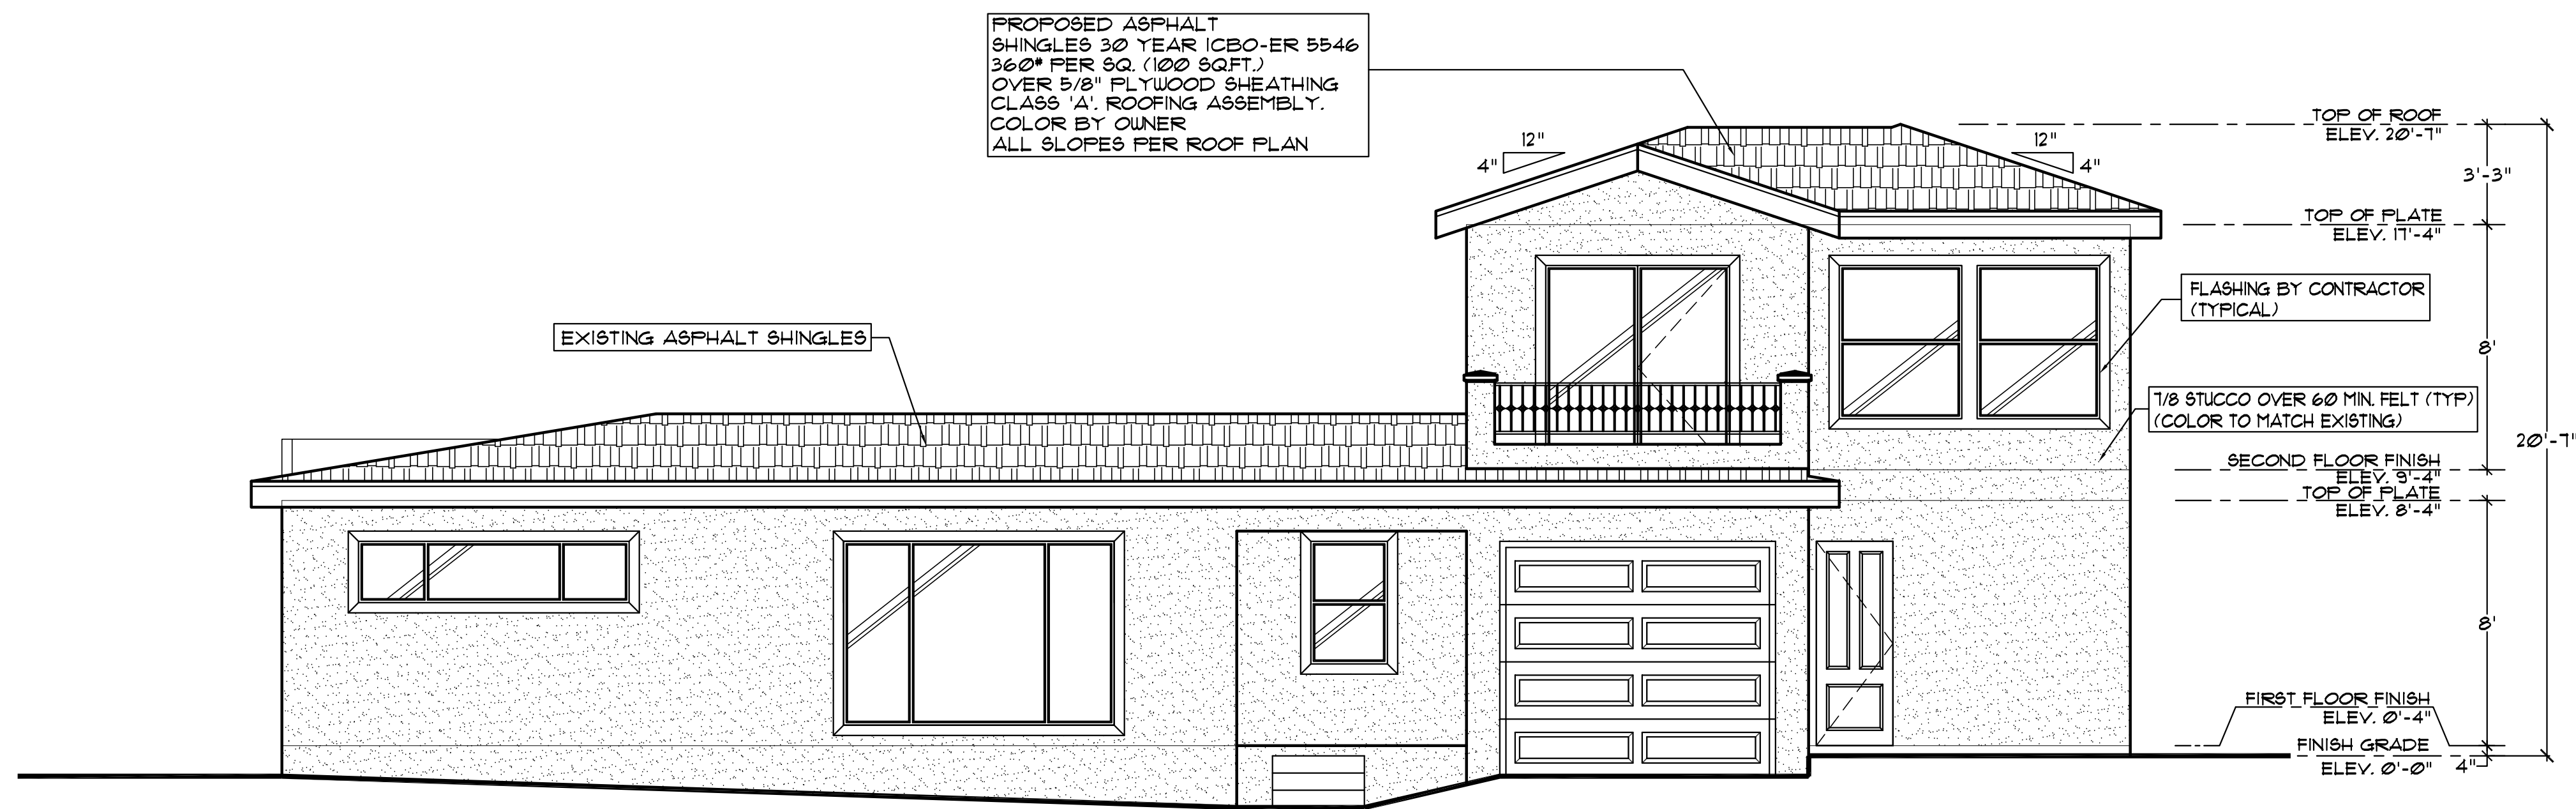 PROPOSED ASPHALT
SHINGLES 30 YEAR ICBO-ER 5546
360# PER SQ. (100 SQ.FT.)
OVER 5/8" PLYWOOD SHEATHING
CLASS 'A'. ROOFING ASSEMBLY.
COLOR BY OWNER
ALL SLOPES PER ROOF PLAN
12"
4"
12"
4"
TOP OF ROOF
ELEV. 20'-7"
3'-3"
TOP OF PLATE
ELEV. 17'-4"
FLASHING BY CONTRACTOR
(TYPICAL)
EXISTING ASPHALT SHINGLES
8'
7/8 STUCCO OVER 60 MIN. FELT (TYP)
(COLOR TO MATCH EXISTING)
20'-7"
SECOND FLOOR FINISH
ELEV. 9'-4"
TOP OF PLATE
ELEV. 8'-4"
8'
FIRST FLOOR FINISH
ELEV. 0'-4"
FINISH GRADE
ELEV. 0'-0"
4"